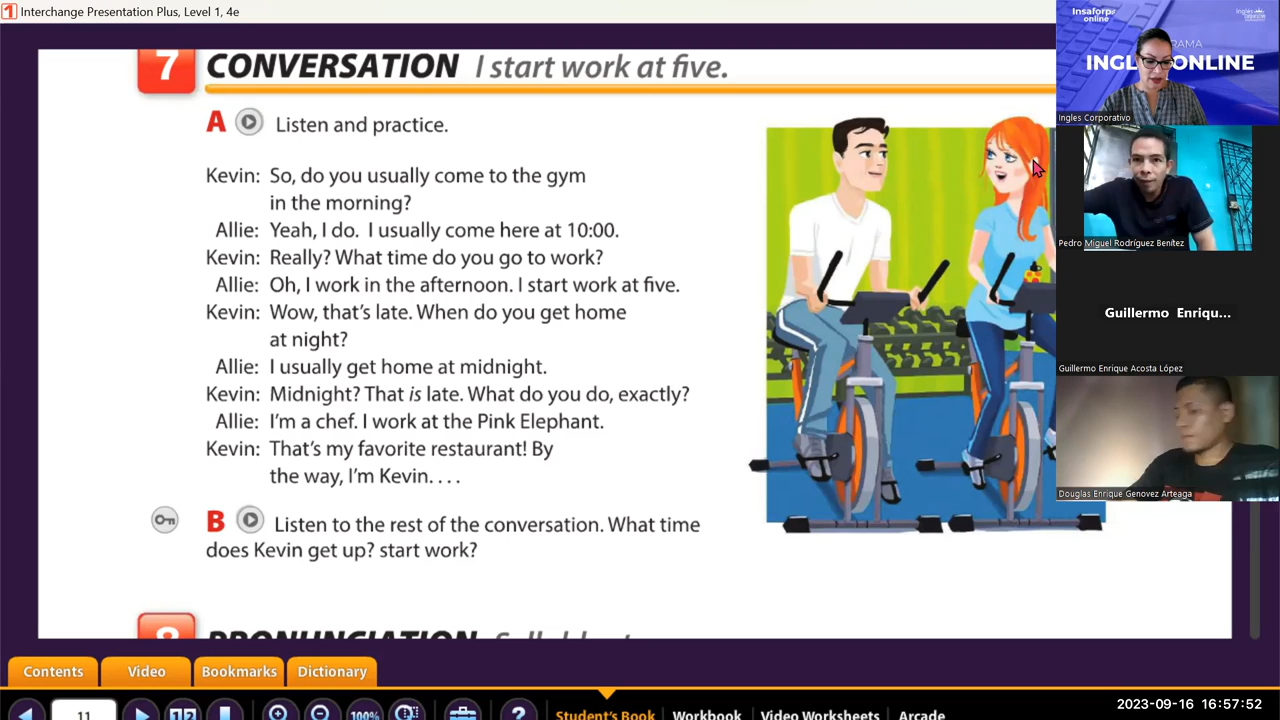 Interchange Presentation Plus, Level 1, 4e
7 CONVERSATION I start work at five.
A Listen and practice.
Kevin: So, do you usually come to the gym
in the morning?
Allie: Yeah, I do. I usually come here at 10:00.
Kevin: Really? What time do you go to work?
Allie: Oh, I work in the afternoon. I start work at five.
Kevin: Wow, that's late. When do you get home
at night?
Allie: I usually get home at midnight.
Kevin: Midnight? That is late. What do you do, exactly?
Allie: I'm a chef. I work at the Pink Elephant.
Kevin: That's my favorite restaurant! By
the way, I'm Kevin. . . .
B Listen to the rest of the conversation. What time
does Kevin get up? start work?
8 PRONUNCIATION
Contents Video Bookmarks Dictionary
11 1 2 100% ? Student's Book Workbook Video Worksheets Arcade
Insaforp
online
INGL ONLINE
Ingles Corporativo
Pedro Miguel Rodríguez Benítez
Guillermo Enriqu...
Guillermo Enrique Acosta López
Douglas Enrique Genovez Arteaga
2023-09-16 16:57:52